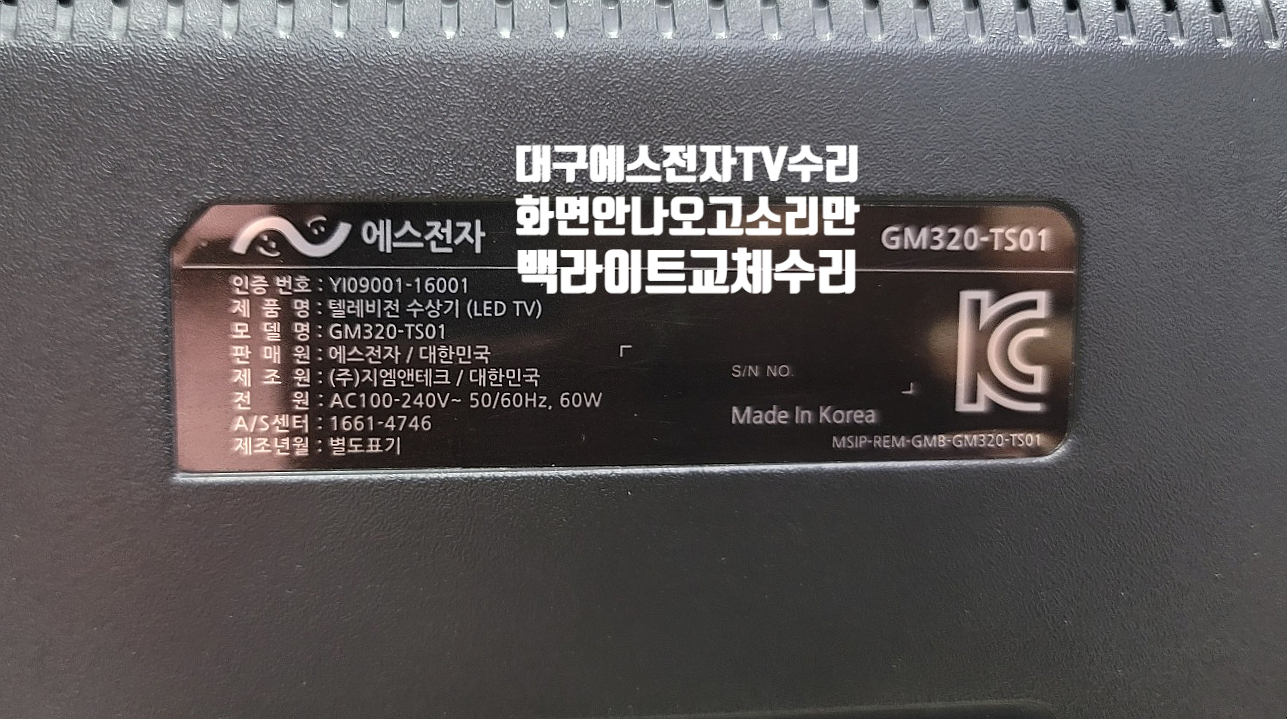 대구에스전자TV수리
화면안나오고소리만
백라이트교체수리
에스전자
GM320-TS01
인증 번호 : YI09001-16001
제 품 명 : 텔레비전 수상기 (LED TV)
모 델 명 : GM320-TS01
판 매 원 : 에스전자 / 대한민국
제 조 원 : (주)지엠앤테크 / 대한민국
전 원 : AC100-240V~ 50/60Hz, 60W
A/S센터 : 1661-4746
제조년월 : 별도표기
S/N NO.
Made In Korea
MSIP-REM-GMB-GM320-TS01